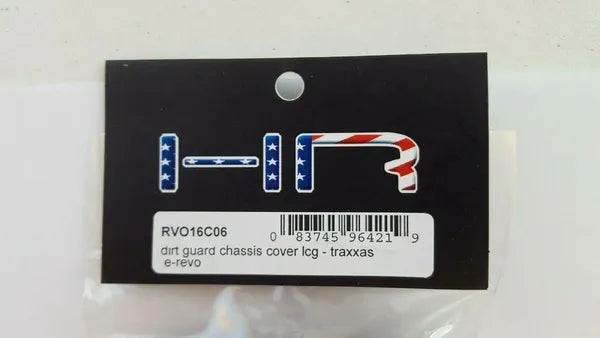 HR
RVO16C06
0 83745 96421 9
dirt guard chassis cover lcg - traxxas
e-revo